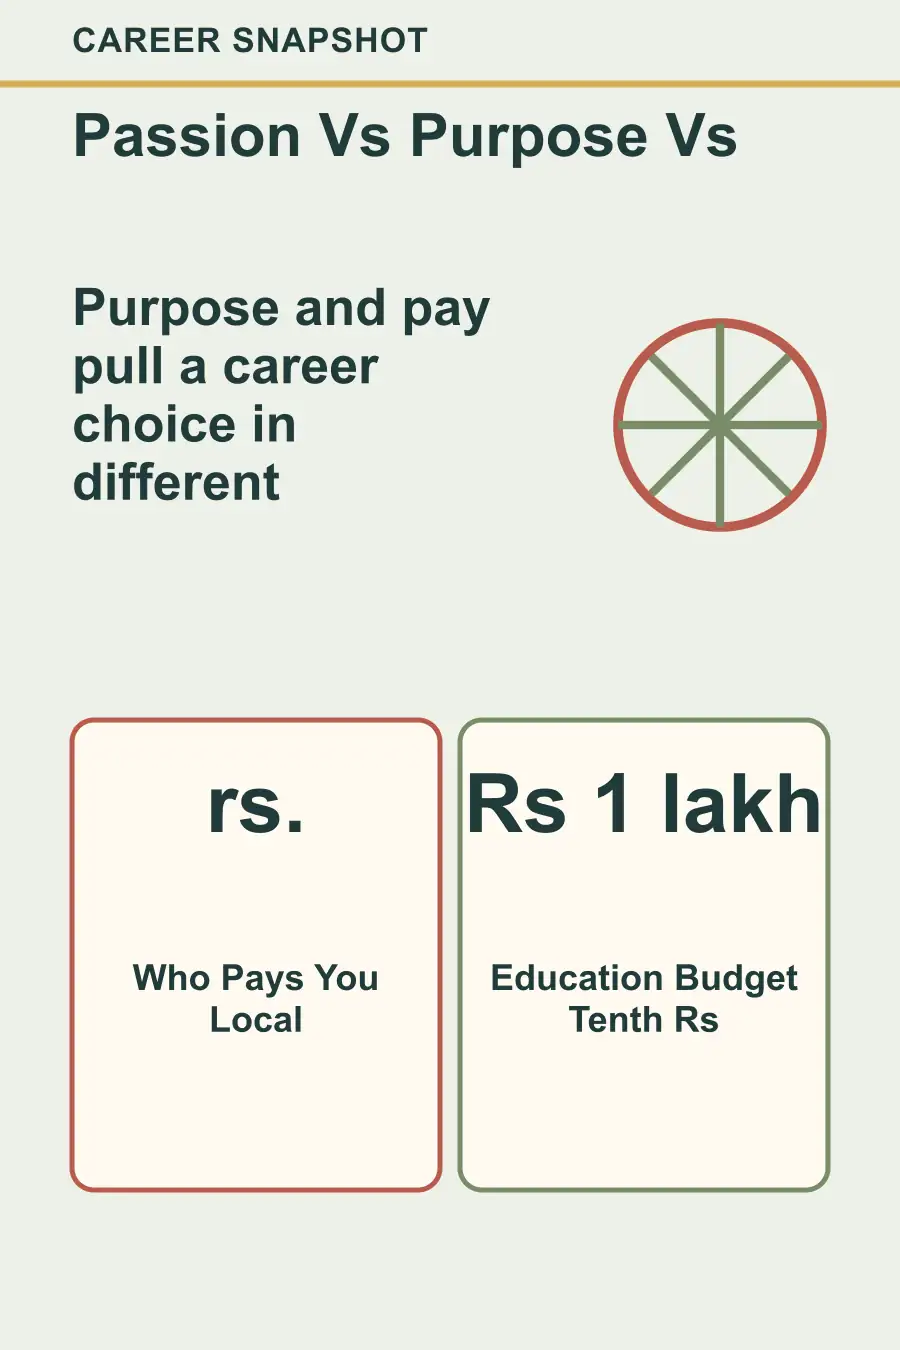 CAREER SNAPSHOT
Passion Vs Purpose Vs
Purpose and pay
pull a career
choice in
different
rs.
Who Pays You
Local
Rs 1 lakh
Education Budget
Tenth Rs